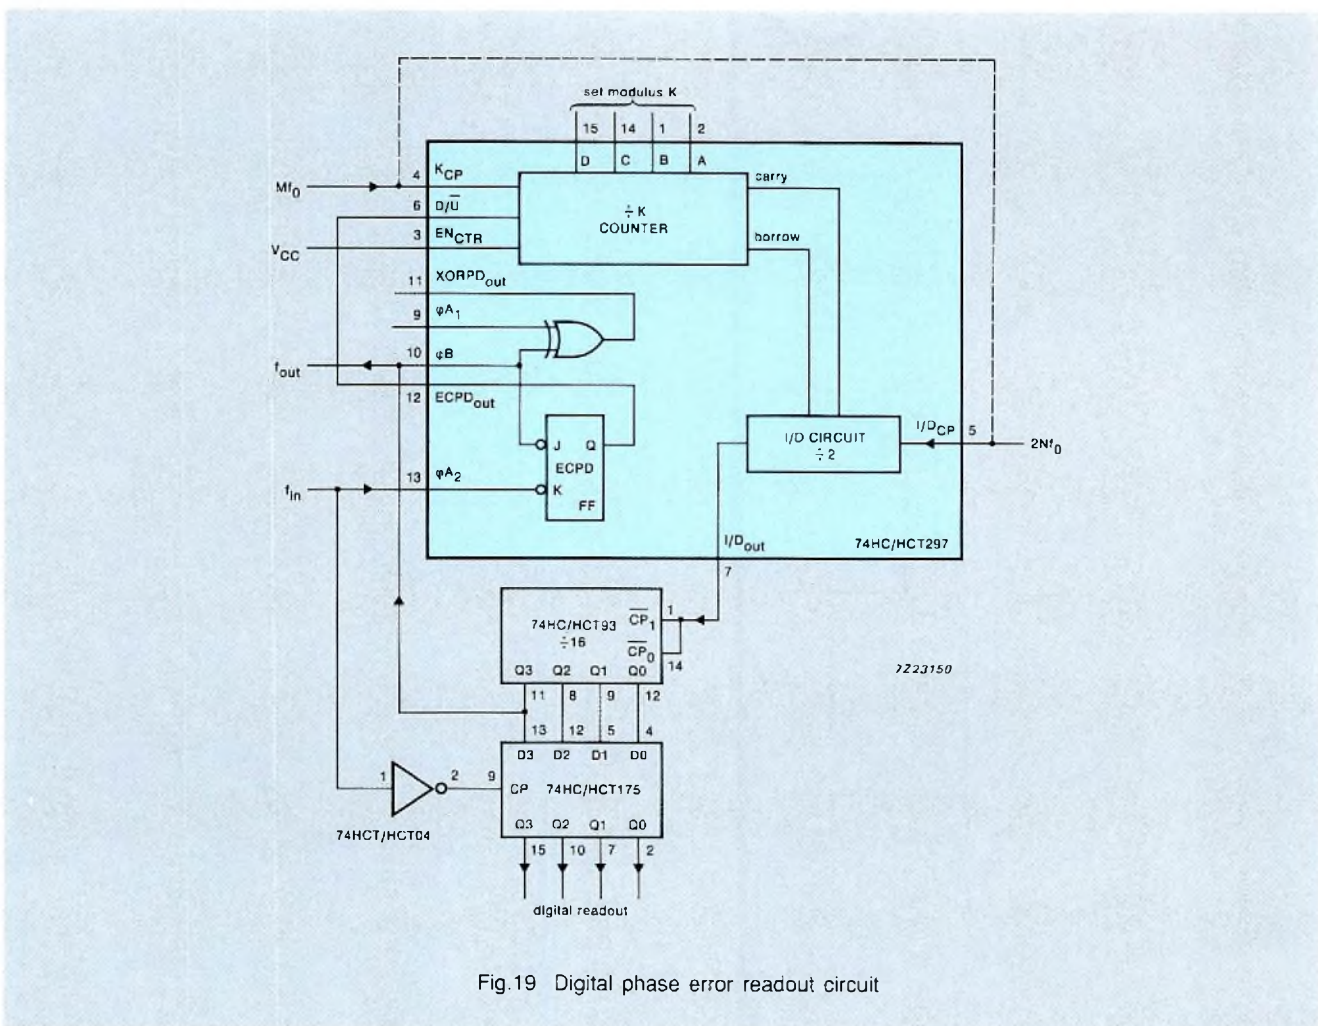 set modulus K
15 14 1 2
D C B A
Mf0
4
KCP
6
D/U̅
3
ENCTR
VCC
÷K
COUNTER
carry
borrow
11
XORPDout
9
φA1
10
φB
fout
12
ECPDout
J Q
ECPD
K
FF
13
φA2
fin
I/D CIRCUIT
÷2
I/DCP
5
2Nf0
I/Dout
7
74HC/HCT297
74HC/HCT93
÷16
C̅P̅1
1
C̅P̅0
14
Q3 Q2 Q1 Q0
11 8 9 12
7Z23150
13 12 5 4
D3 D2 D1 D0
1
2
9
CP 74HC/HCT175
74HCT/HCT04
Q3 Q2 Q1 Q0
15 10 7 2
digital readout
Fig.19 Digital phase error readout circuit